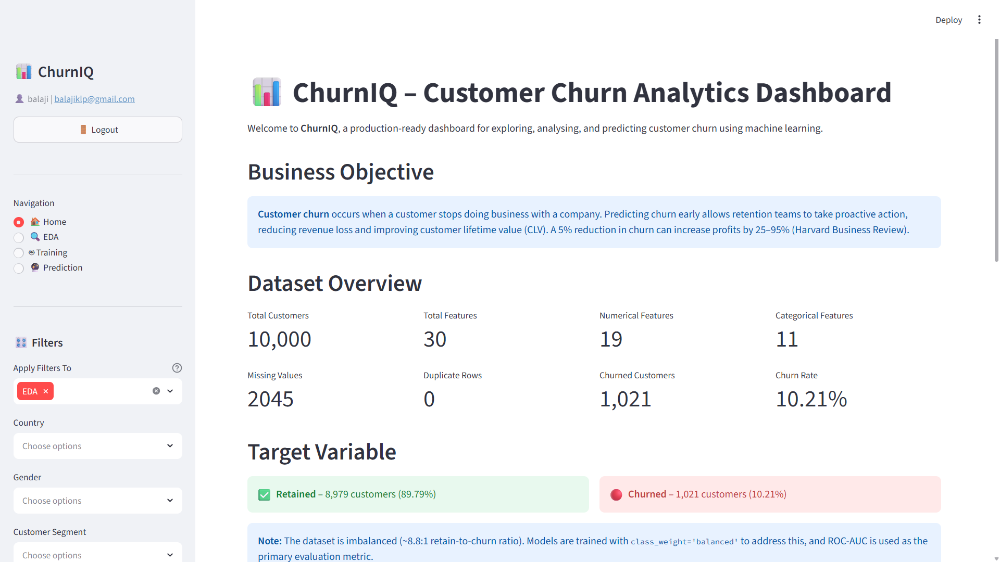 Deploy
ChurnIQ
balaji | balajiklp@gmail.com
Logout
Navigation
Home
EDA
Training
Prediction
Filters
Apply Filters To
EDA
Country
Choose options
Gender
Choose options
Customer Segment
Choose options
ChurnIQ – Customer Churn Analytics Dashboard
Welcome to ChurnIQ, a production-ready dashboard for exploring, analysing, and predicting customer churn using machine learning.
Business Objective
Customer churn occurs when a customer stops doing business with a company. Predicting churn early allows retention teams to take proactive action,
reducing revenue loss and improving customer lifetime value (CLV). A 5% reduction in churn can increase profits by 25–95% (Harvard Business Review).
Dataset Overview
Total Customers
10,000
Total Features
30
Numerical Features
19
Categorical Features
11
Missing Values
2045
Duplicate Rows
0
Churned Customers
1,021
Churn Rate
10.21%
Target Variable
Retained – 8,979 customers (89.79%)
Churned – 1,021 customers (10.21%)
Note: The dataset is imbalanced (~8.8:1 retain-to-churn ratio). Models are trained with class_weight='balanced' to address this, and ROC-AUC is used as the
primary evaluation metric.